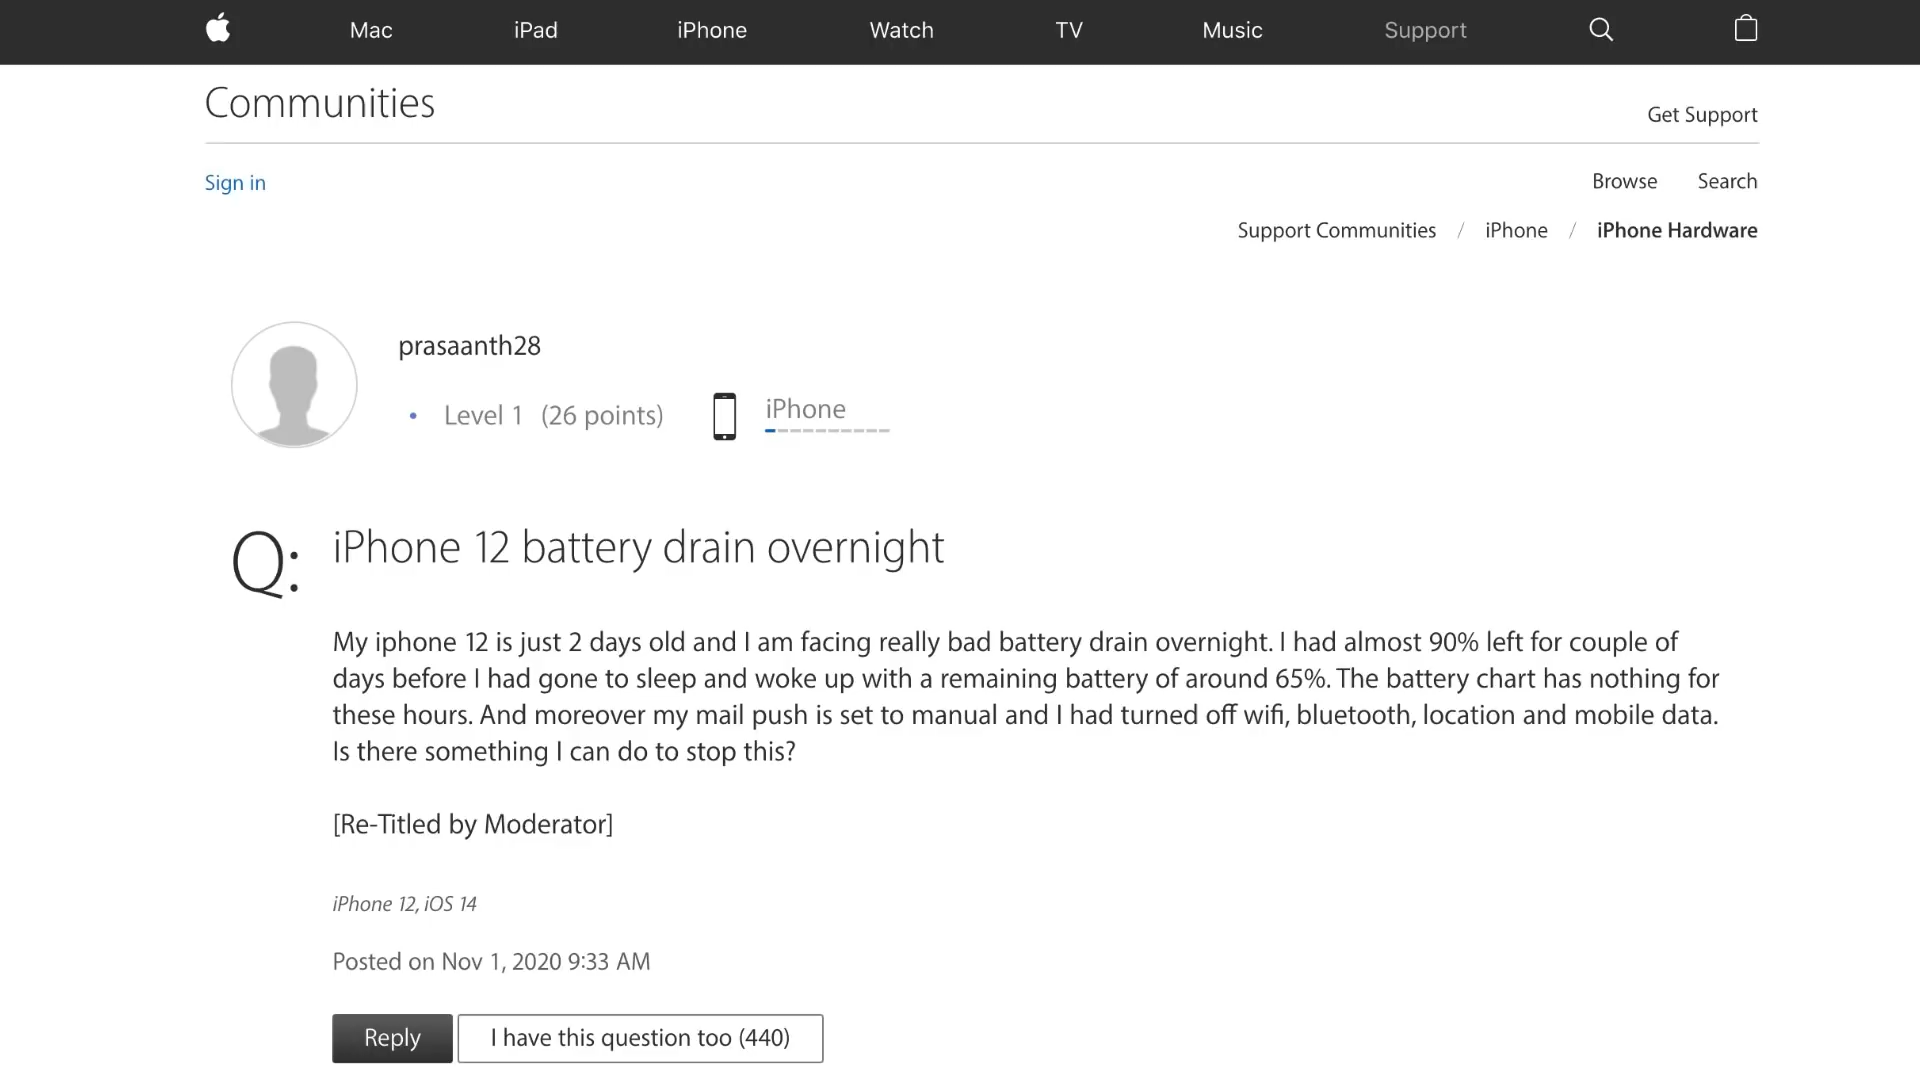 Mac iPad iPhone Watch TV Music Support
Communities
Get Support
Sign in
Browse Search
Support Communities / iPhone / iPhone Hardware
prasaanth28
• Level 1 (26 points) iPhone
Q: iPhone 12 battery drain overnight
My iphone 12 is just 2 days old and I am facing really bad battery drain overnight. I had almost 90% left for couple of
days before I had gone to sleep and woke up with a remaining battery of around 65%. The battery chart has nothing for
these hours. And moreover my mail push is set to manual and I had turned off wifi, bluetooth, location and mobile data.
Is there something I can do to stop this?
[Re-Titled by Moderator]
iPhone 12, iOS 14
Posted on Nov 1, 2020 9:33 AM
Reply I have this question too (440)